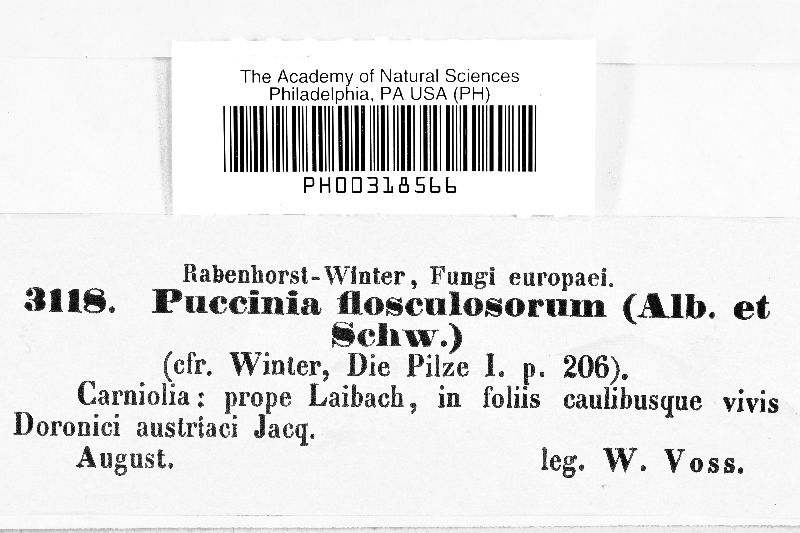 The Academy of Natural Sciences
Philadelphia, PA USA (PH)
PH00318566
Rabenhorst-Winter, Fungi europaei.
3118. Puccinia flosculosorum (Alb. et
Schw.)
(cfr. Winter, Die Pilze I. p. 206).
Carniolia: prope Laibach, in foliis caulibusque vivis
Doronici austriaci Jacq.
August. leg. W. Voss.